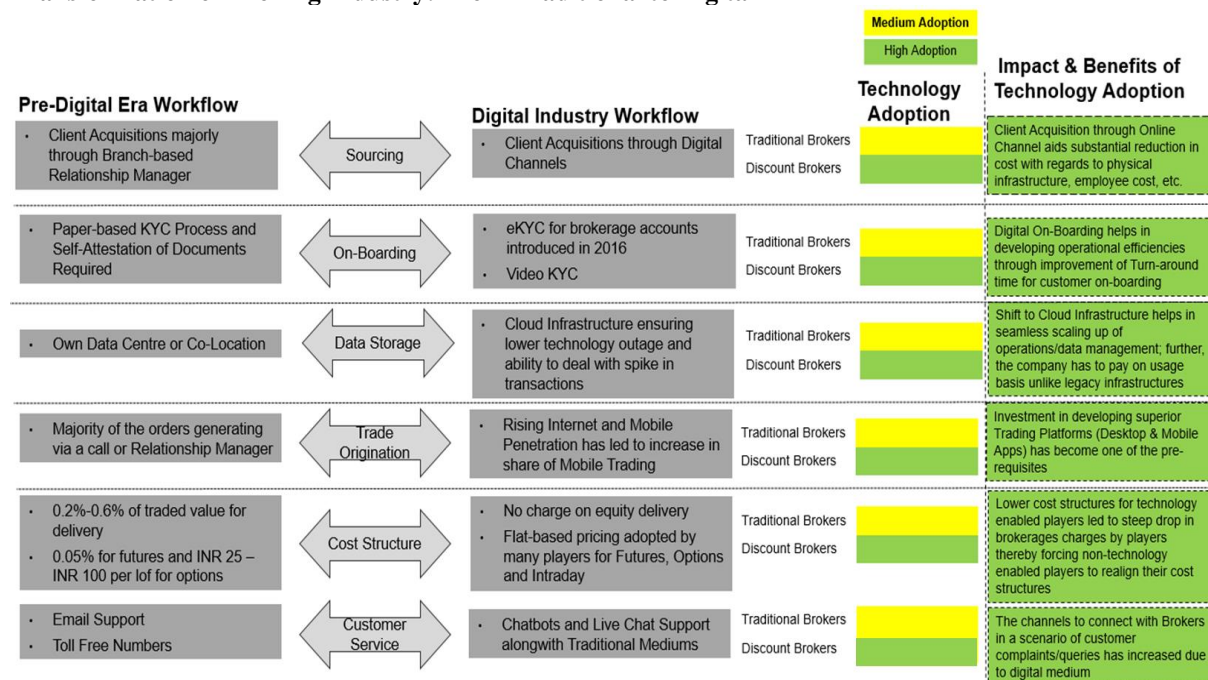 Medium Adoption
High Adoption
Pre-Digital Era Workflow
Digital Industry Workflow
Technology
Adoption
Impact & Benefits of
Technology Adoption
• Client Acquisitions majorly
through Branch-based
Relationship Manager
Sourcing
• Client Acquisitions through Digital
Channels
Traditional Brokers
Discount Brokers
Client Acquisition through Online
Channel aids substantial reduction in
cost with regards to physical
infrastructure, employee cost, etc.
• Paper-based KYC Process and
Self-Attestation of Documents
Required
On-Boarding
• eKYC for brokerage accounts
introduced in 2016
• Video KYC
Traditional Brokers
Discount Brokers
Digital On-Boarding helps in
developing operational efficiencies
through improvement of Turn-around
time for customer on-boarding
• Own Data Centre or Co-Location
Data Storage
• Cloud Infrastructure ensuring
lower technology outage and
ability to deal with spike in
transactions
Traditional Brokers
Discount Brokers
Shift to Cloud Infrastructure helps in
seamless scaling up of
operations/data management; further,
the company has to pay on usage
basis unlike legacy infrastructures
• Majority of the orders generating
via a call or Relationship Manager
Trade
Origination
• Rising Internet and Mobile
Penetration has led to increase in
share of Mobile Trading
Traditional Brokers
Discount Brokers
Investment in developing superior
Trading Platforms (Desktop & Mobile
Apps) has become one of the pre-
requisites
• 0.2%-0.6% of traded value for
delivery
• 0.05% for futures and INR 25 –
INR 100 per lof for options
Cost Structure
• No charge on equity delivery
• Flat-based pricing adopted by
many players for Futures, Options
and Intraday
Traditional Brokers
Discount Brokers
Lower cost structures for technology
enabled players led to steep drop in
brokerages charges by players
thereby forcing non-technology
enabled players to realign their cost
structures
• Email Support
• Toll Free Numbers
Customer
Service
• Chatbots and Live Chat Support
alongwith Traditional Mediums
Traditional Brokers
Discount Brokers
The channels to connect with Brokers
in a scenario of customer
complaints/queries has increased due
to digital medium